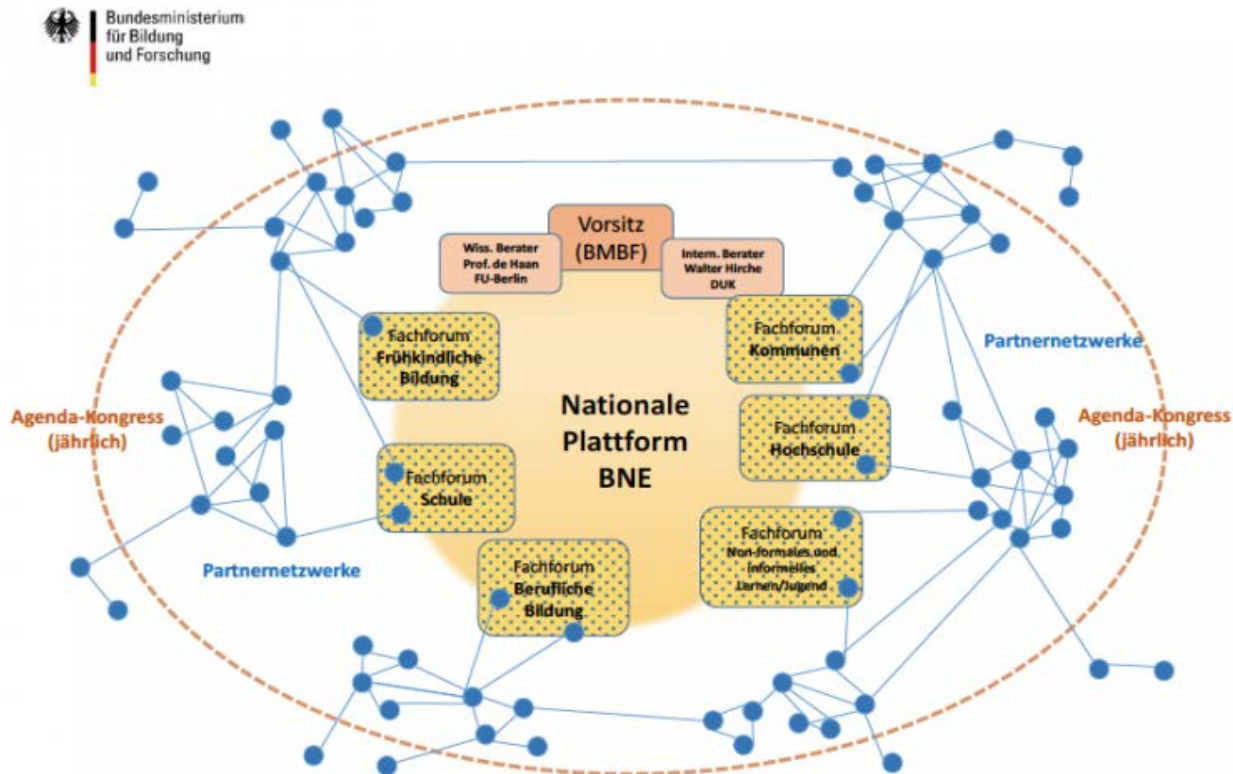 Bundesministerium
für Bildung
und Forschung
Vorsitz
(BMBF)
Wiss. Berater
Prof. de Haan
FU-Berlin
Intern. Berater
Walter Hirche
DUK
Fachforum
Frühkindliche
Bildung
Fachforum
Kommunen
Partnernetzwerke
Nationale
Plattform
BNE
Agenda-Kongress
(jährlich)
Agenda-Kongress
(jährlich)
Fachforum
Hochschule
Fachforum
Schule
Fachforum
Non-formales und
informelles
Lernen/Jugend
Partnernetzwerke
Fachforum
Berufliche
Bildung